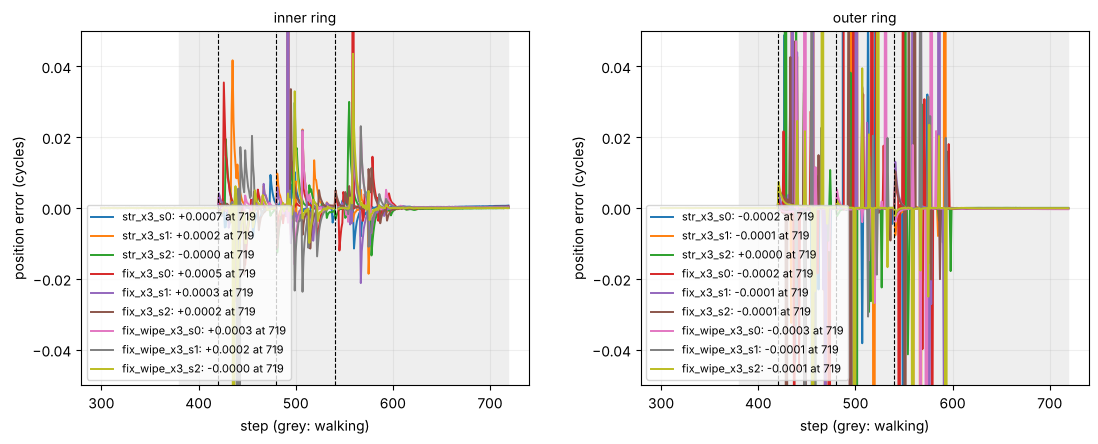 inner ring
position error (cycles)
0.04
0.02
0.00
−0.02
−0.04
str_x3_s0: +0.0007 at 719
str_x3_s1: +0.0002 at 719
str_x3_s2: -0.0000 at 719
fix_x3_s0: +0.0005 at 719
fix_x3_s1: +0.0003 at 719
fix_x3_s2: +0.0002 at 719
fix_wipe_x3_s0: +0.0003 at 719
fix_wipe_x3_s1: +0.0002 at 719
fix_wipe_x3_s2: -0.0000 at 719
300 400 500 600 700
step (grey: walking)
outer ring
position error (cycles)
0.04
0.02
0.00
−0.02
−0.04
str_x3_s0: -0.0002 at 719
str_x3_s1: -0.0001 at 719
str_x3_s2: +0.0000 at 719
fix_x3_s0: -0.0002 at 719
fix_x3_s1: -0.0001 at 719
fix_x3_s2: -0.0001 at 719
fix_wipe_x3_s0: -0.0003 at 719
fix_wipe_x3_s1: -0.0001 at 719
fix_wipe_x3_s2: -0.0001 at 719
300 400 500 600 700
step (grey: walking)